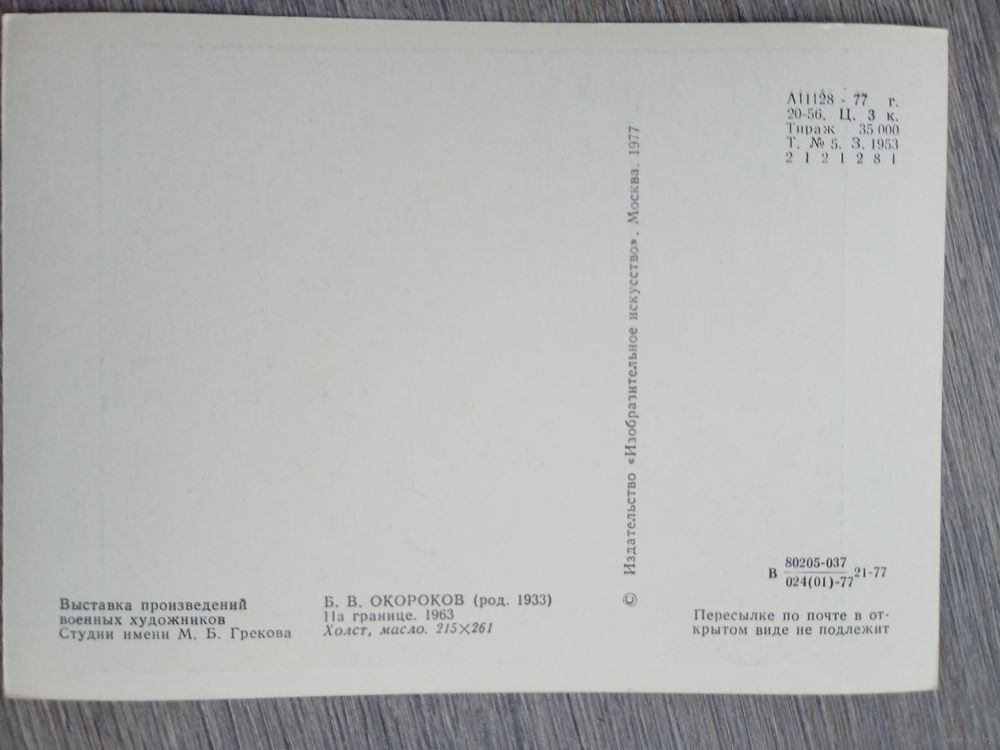 А11128 - 77 г.
20-56. Ц. 3 к.
Тираж 35 000
Т. № 5. З. 1953
2 1 2 1 2 8 1
© Издательство «Изобразительное искусство». Москва. 1977
В 80205-037 21-77
024(01)-77
Выставка произведений
военных художников
Студии имени М. Б. Грекова
Б. В. ОКОРОКОВ (род. 1933)
На границе. 1963
Холст, масло. 215×261
Пересылке по почте в от-
крытом виде не подлежит